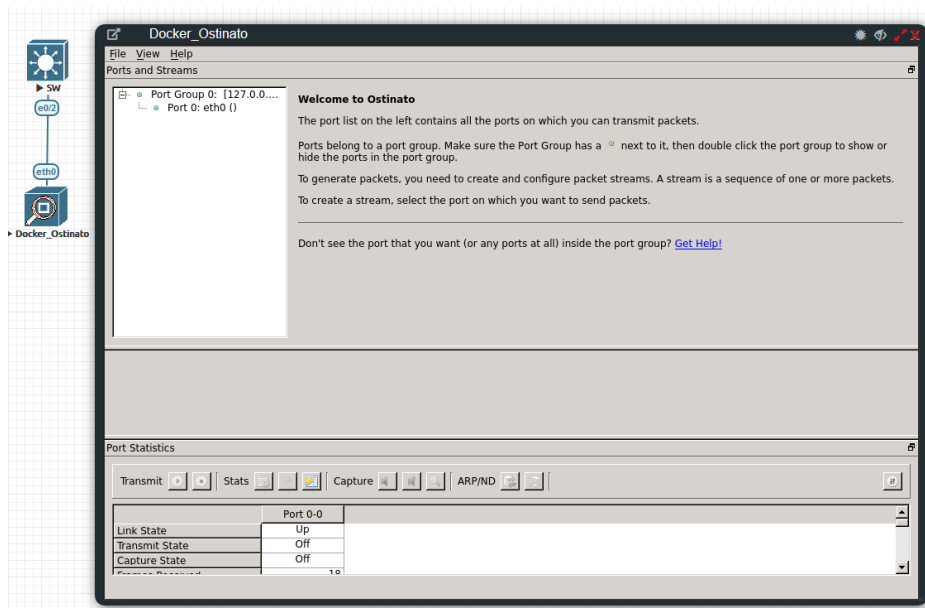 Docker_Ostinato
File View Help
Ports and Streams
SW
e0/2
eth0
Docker_Ostinato
Port Group 0: [127.0.0....
Port 0: eth0 ()
Welcome to Ostinato
The port list on the left contains all the ports on which you can transmit packets.
Ports belong to a port group. Make sure the Port Group has a next to it, then double click the port group to show or
hide the ports in the port group.
To generate packets, you need to create and configure packet streams. A stream is a sequence of one or more packets.
To create a stream, select the port on which you want to send packets.
Don't see the port that you want (or any ports at all) inside the port group? Get Help!
Port Statistics
Transmit Stats Capture ARP/ND
Port 0-0
Link State Up
Transmit State Off
Capture State Off
Frames Received 18